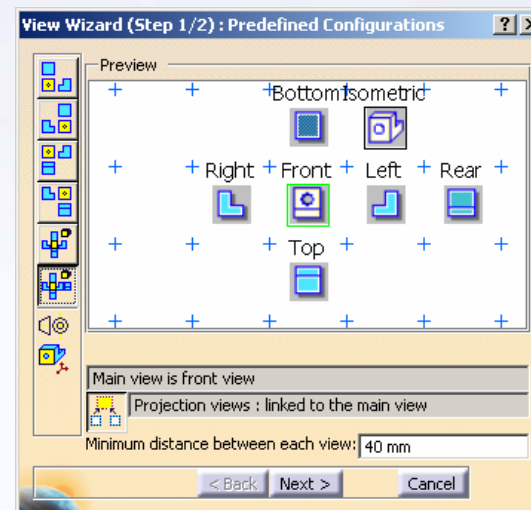 View Wizard (Step 1/2) : Predefined Configurations
Preview
Bottom Isometric
Right Front Left Rear
Top
Main view is front view
Projection views : linked to the main view
Minimum distance between each view: 40 mm
< Back Next > Cancel